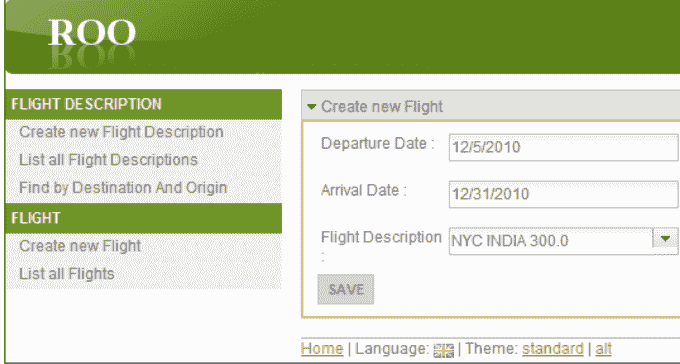 ROO
FLIGHT DESCRIPTION
Create new Flight Description
List all Flight Descriptions
Find by Destination And Origin
FLIGHT
Create new Flight
List all Flights
Create new Flight
Departure Date :
12/5/2010
Arrival Date :
12/31/2010
Flight Description
:
NYC INDIA 300.0
SAVE
Home | Language: | Theme: standard | alt